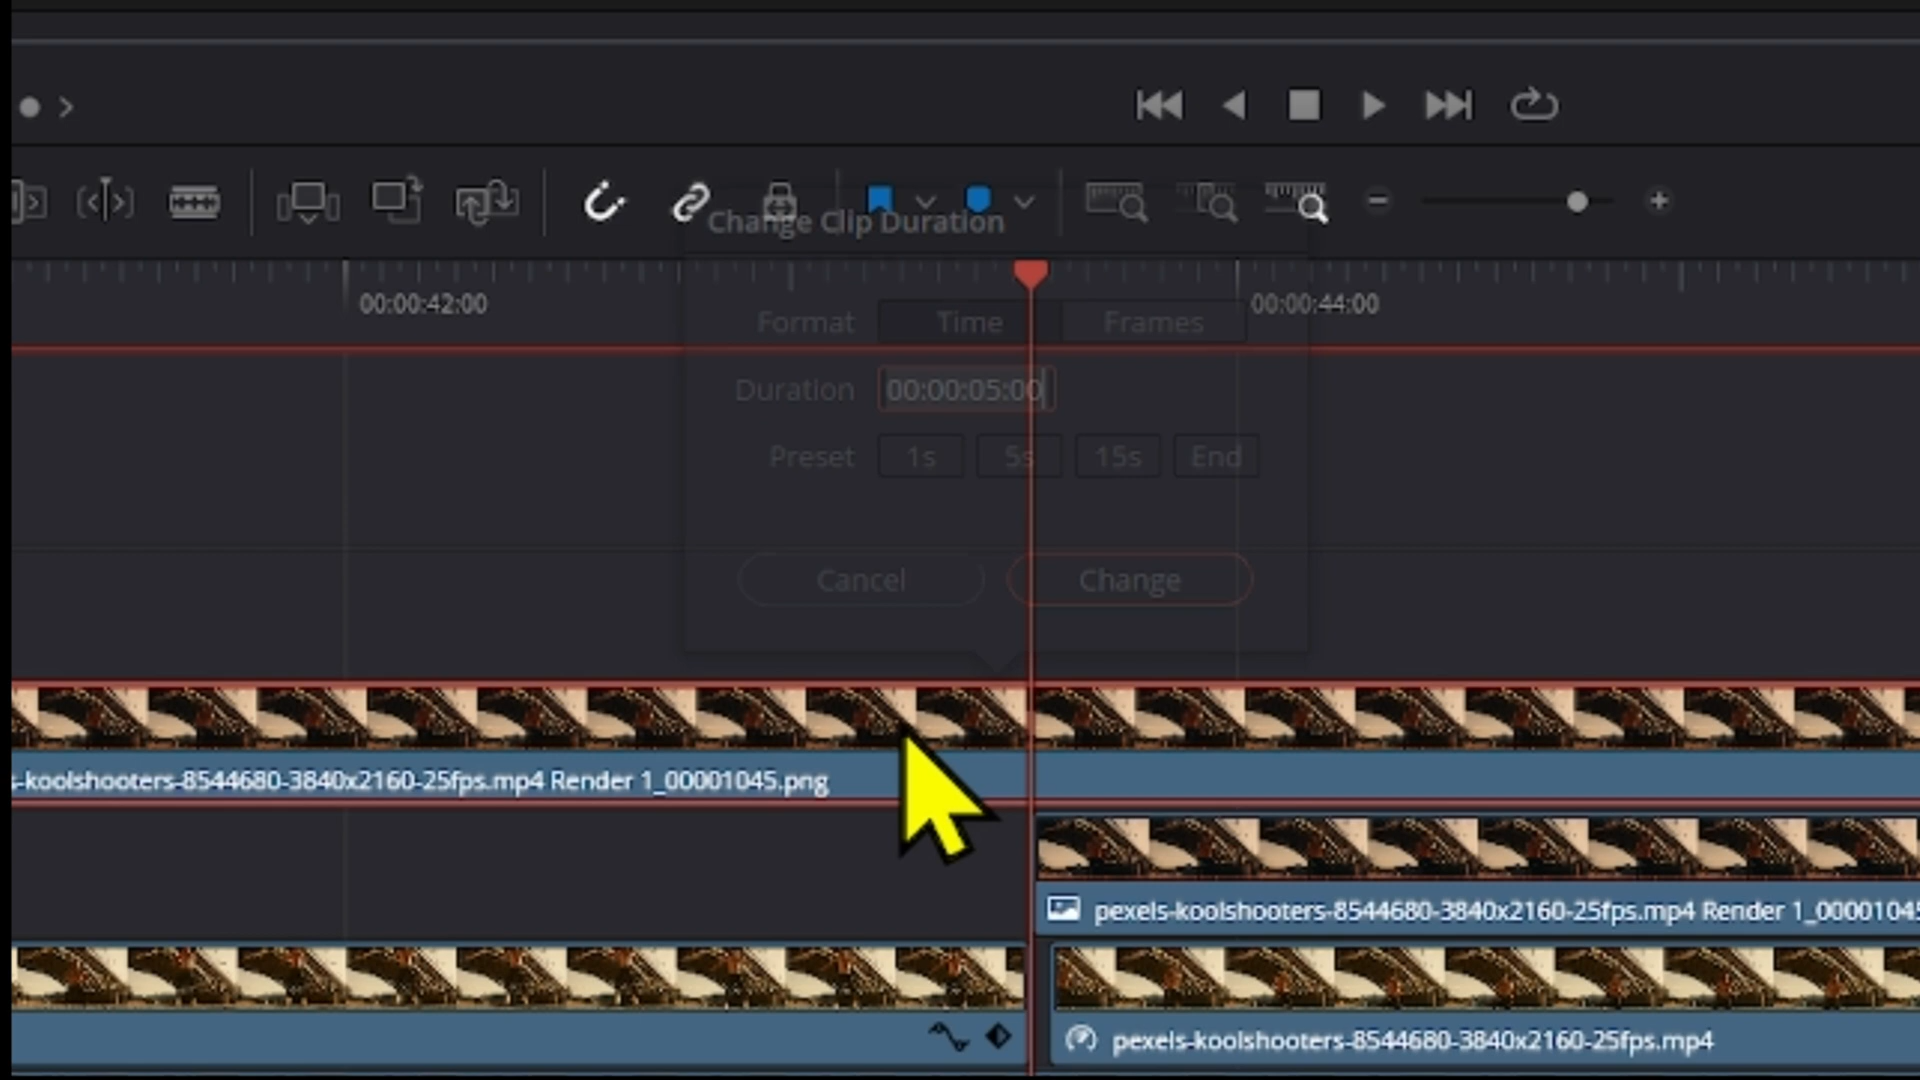 Change Clip Duration
00:00:42:00
00:00:44:00
Format Time Frames
Duration 00:00:05:00
Preset 1s 5s 15s End
Cancel Change
-koolshooters-8544680-3840x2160-25fps.mp4 Render 1_00001045.png
pexels-koolshooters-8544680-3840x2160-25fps.mp4 Render 1_00001045
pexels-koolshooters-8544680-3840x2160-25fps.mp4